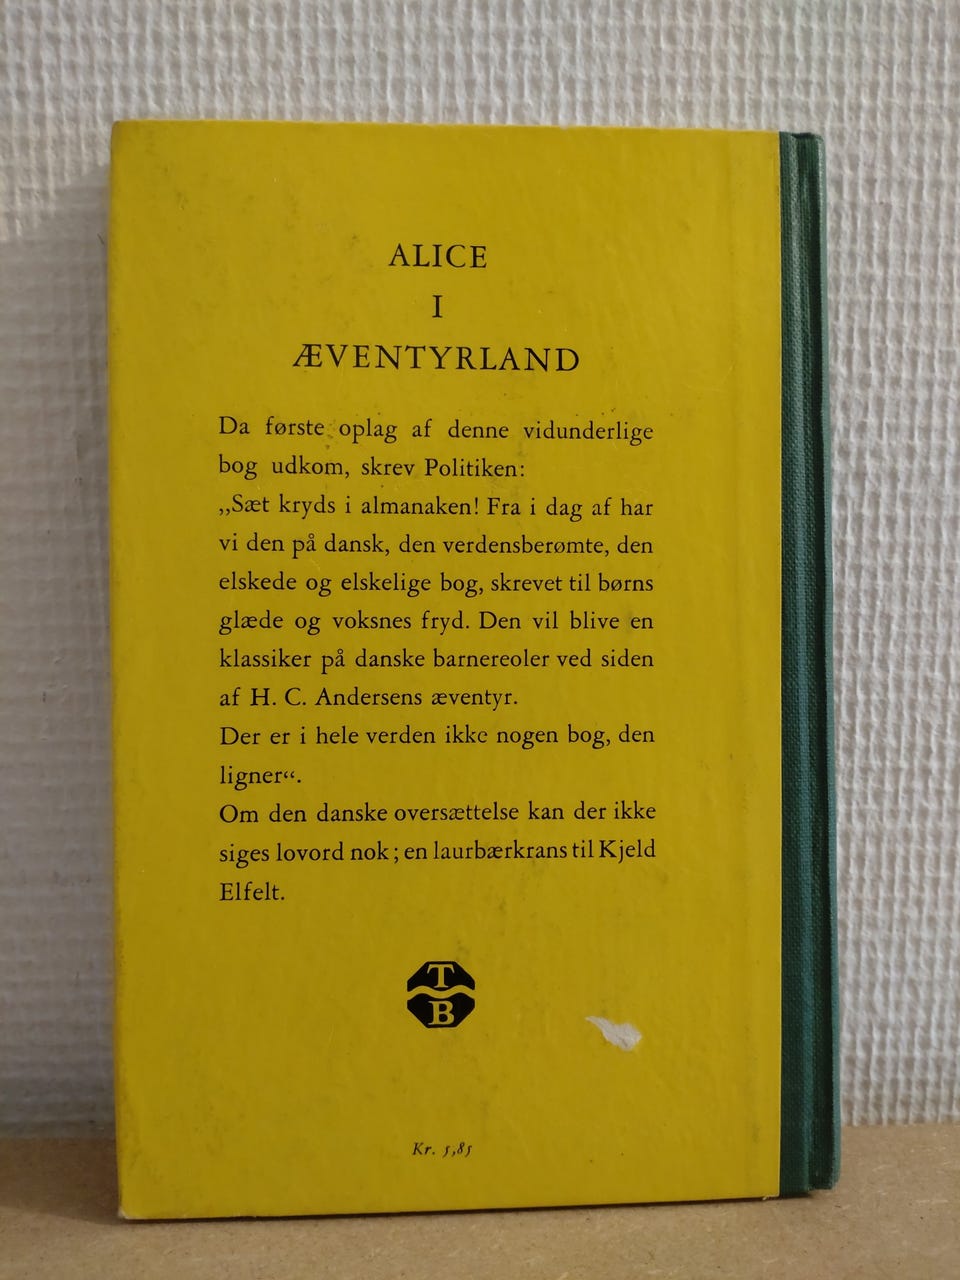 ALICE
I
ÆVENTYRLAND
Da første oplag af denne vidunderlige
bog udkom, skrev Politiken:
„Sæt kryds i almanaken! Fra i dag af har
vi den på dansk, den verdensberømte, den
elskede og elskelige bog, skrevet til børns
glæde og voksnes fryd. Den vil blive en
klassiker på danske barnereoler ved siden
af H. C. Andersens æventyr.
Der er i hele verden ikke nogen bog, den
ligner“.
Om den danske oversættelse kan der ikke
siges lovord nok; en laurbærkrans til Kjeld
Elfelt.
T
B
Kr. 5,85